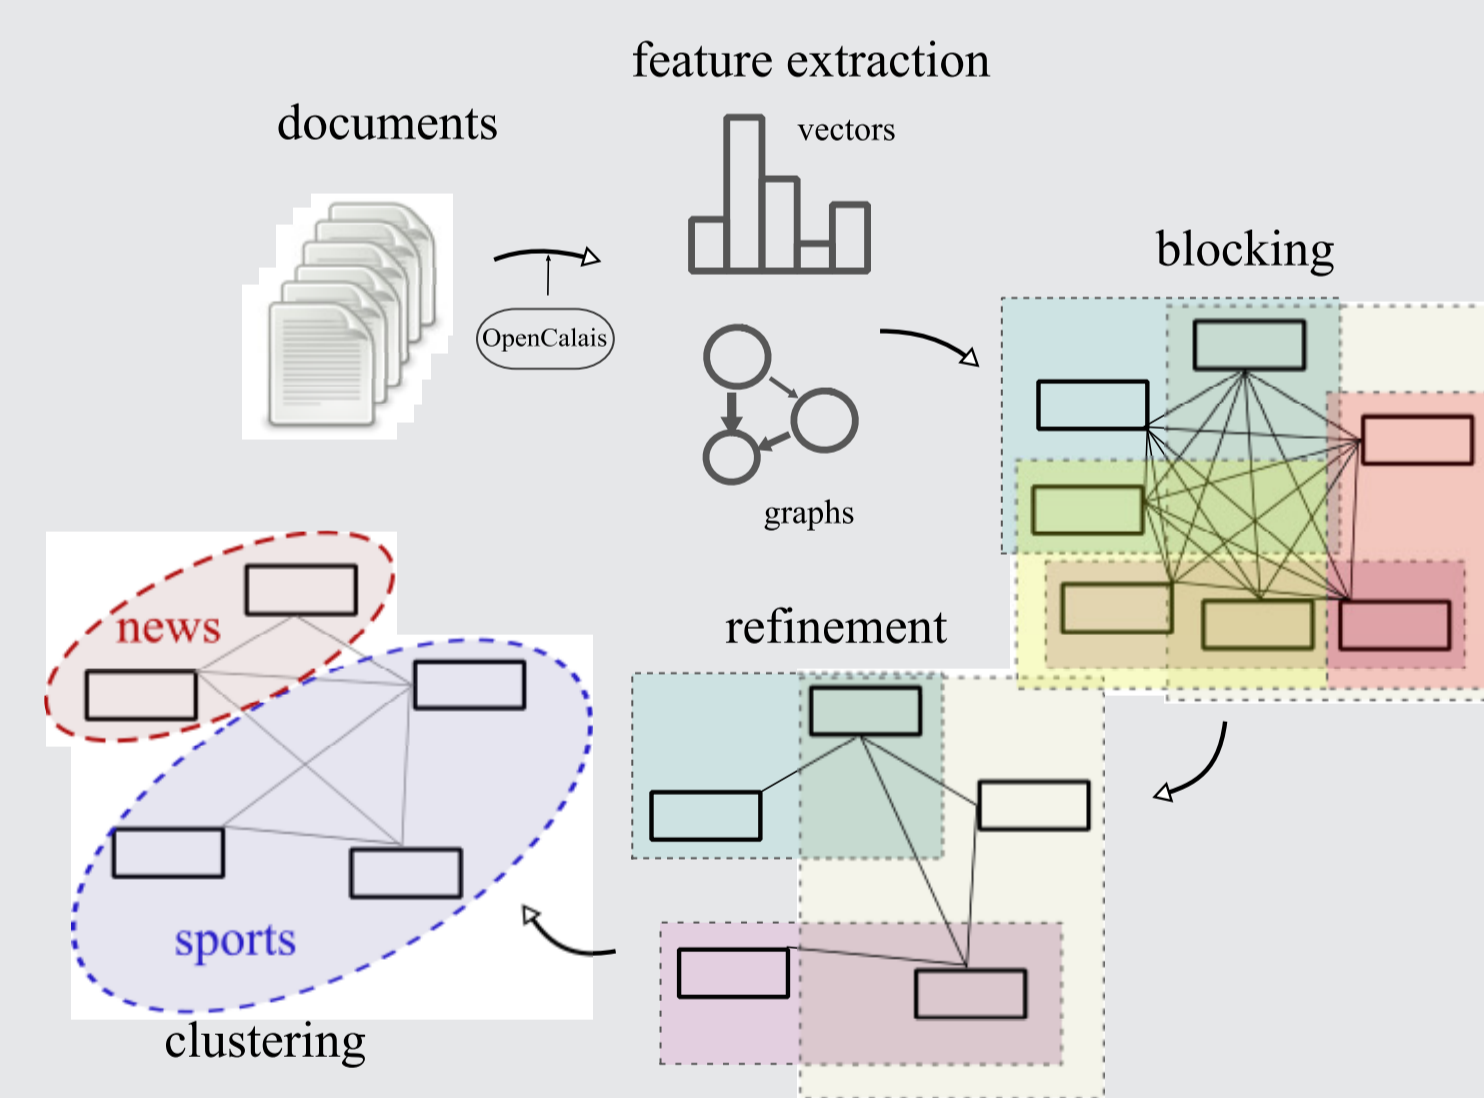 feature extraction
documents
vectors
blocking
OpenCalais
graphs
news
refinement
sports
clustering